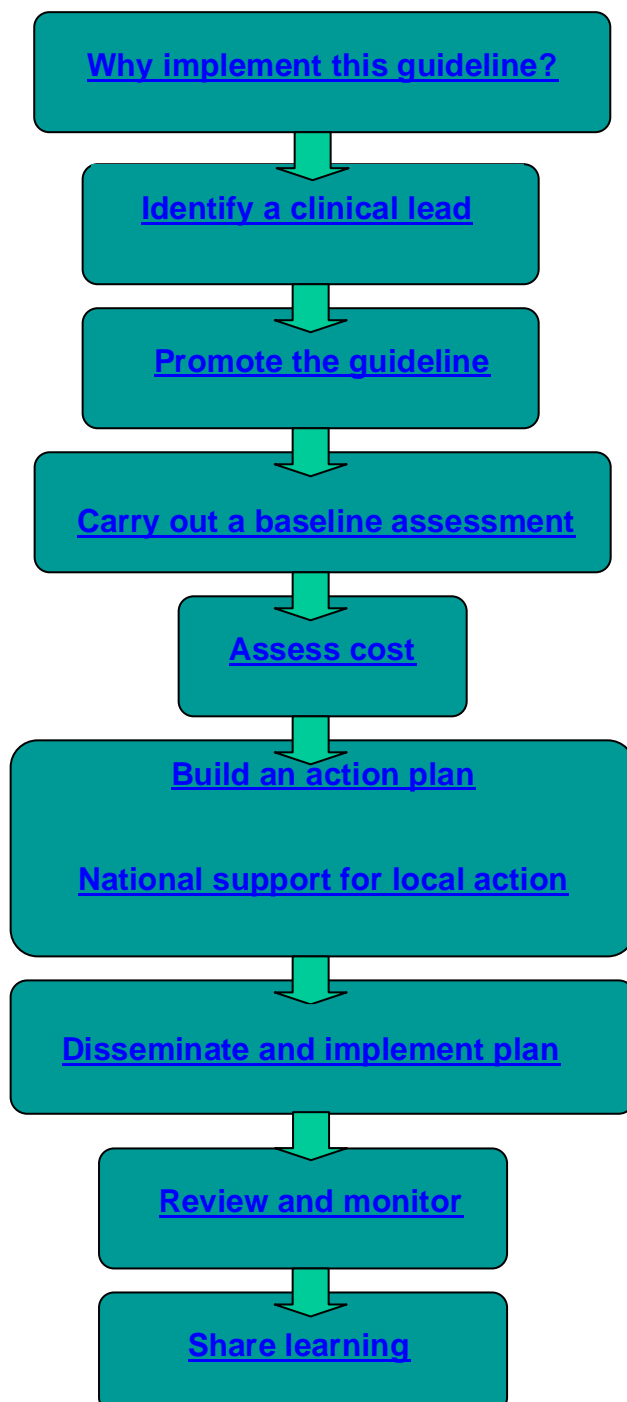 Why implement this guideline?
Identify a clinical lead
Promote the guideline
Carry out a baseline assessment
Assess cost
Build an action plan
National support for local action
Disseminate and implement plan
Review and monitor
Share learning